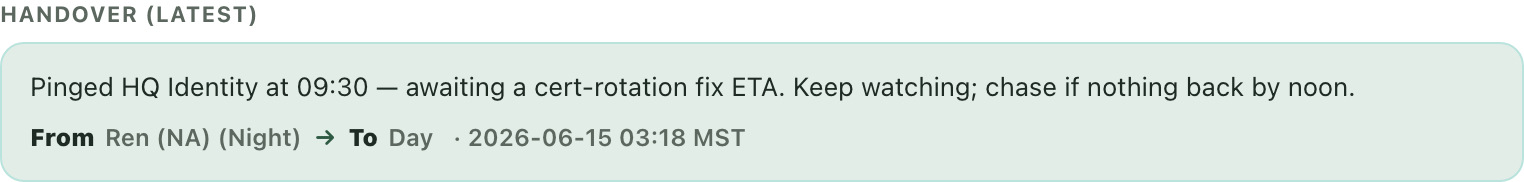 HANDOVER (LATEST)
Pinged HQ Identity at 09:30 — awaiting a cert-rotation fix ETA. Keep watching; chase if nothing back by noon.
From Ren (NA) (Night) → To Day · 2026-06-15 03:18 MST